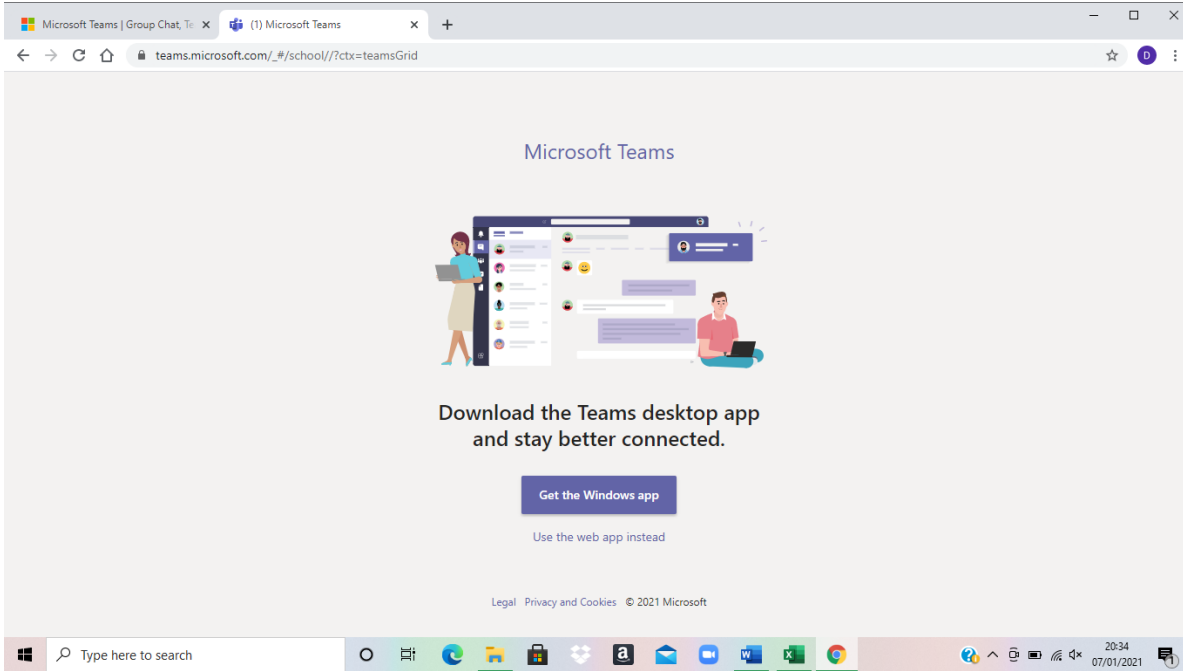 Microsoft Teams | Group Chat, Te
(1) Microsoft Teams
teams.microsoft.com/_#/school//?ctx=teamsGrid
D
Microsoft Teams
Download the Teams desktop app
and stay better connected.
Get the Windows app
Use the web app instead
Legal Privacy and Cookies © 2021 Microsoft
Type here to search
a
W
X
20:34
07/01/2021
1